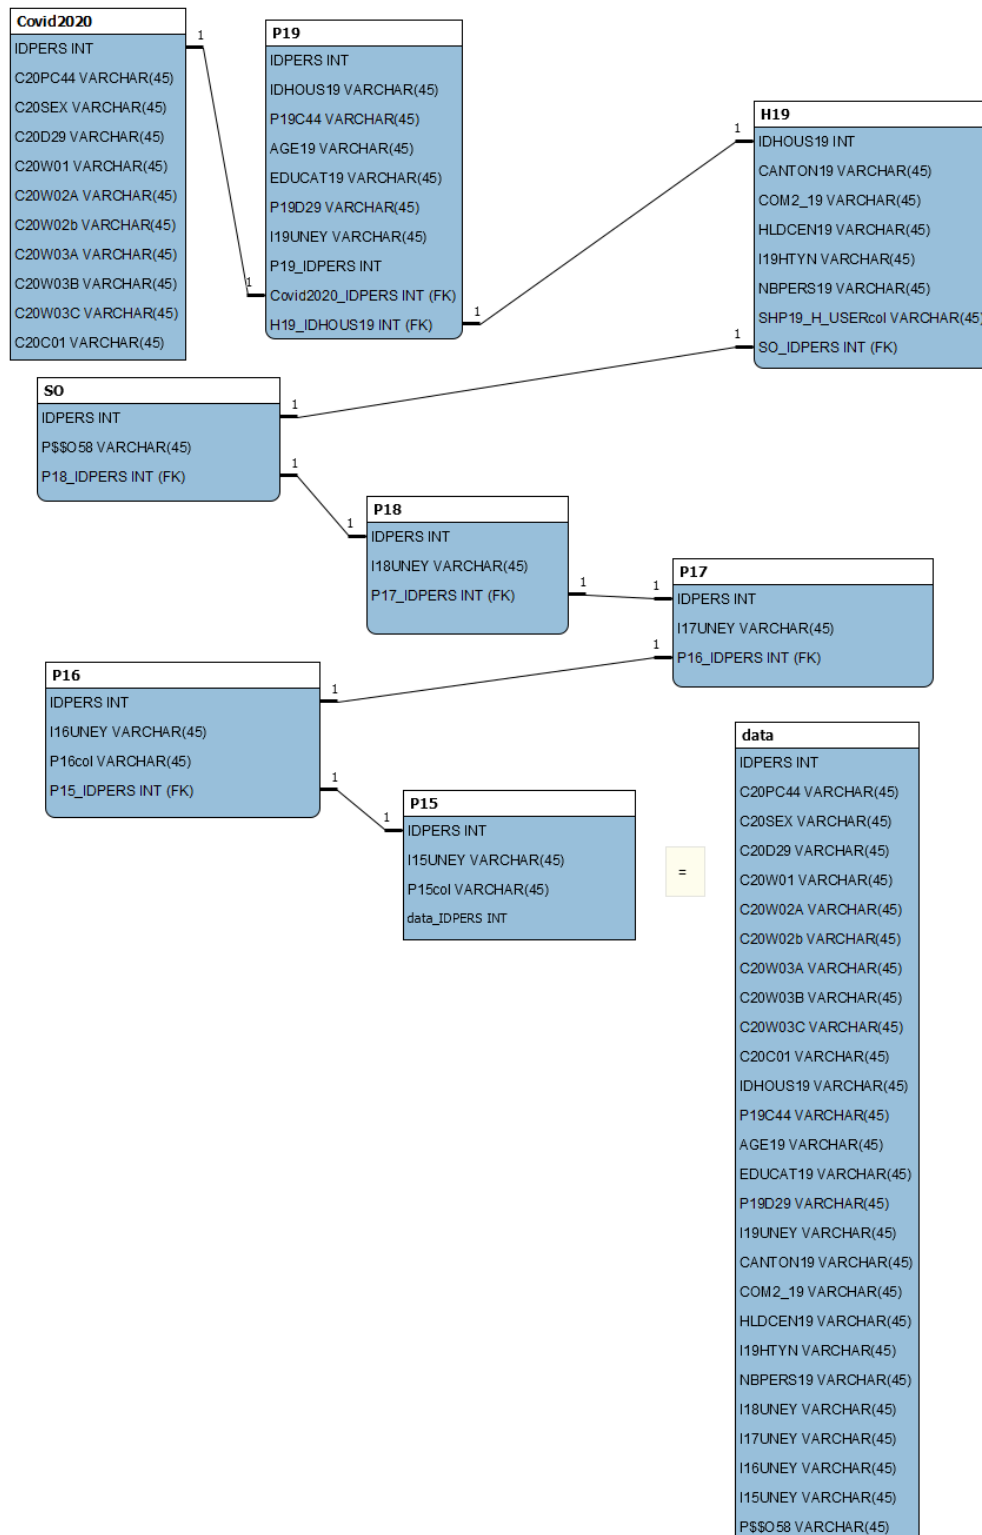 Covid2020
IDPERS INT
C20PC44 VARCHAR(45)
C20SEX VARCHAR(45)
C20D29 VARCHAR(45)
C20W01 VARCHAR(45)
C20W02A VARCHAR(45)
C20W02b VARCHAR(45)
C20W03A VARCHAR(45)
C20W03B VARCHAR(45)
C20W03C VARCHAR(45)
C20C01 VARCHAR(45)
1
1
P19
IDPERS INT
IDHOUS19 VARCHAR(45)
P19C44 VARCHAR(45)
AGE19 VARCHAR(45)
EDUCAT19 VARCHAR(45)
P19D29 VARCHAR(45)
I19UNEY VARCHAR(45)
P19_IDPERS INT
Covid2020_IDPERS INT (FK)
H19_IDHOUS19 INT (FK)
1
1
H19
IDHOUS19 INT
CANTON19 VARCHAR(45)
COM2_19 VARCHAR(45)
HLDCEN19 VARCHAR(45)
I19HTYN VARCHAR(45)
NBPERS19 VARCHAR(45)
SHP19_H_USERcol VARCHAR(45)
SO_IDPERS INT (FK)
1
1
SO
IDPERS INT
P$$O58 VARCHAR(45)
P18_IDPERS INT (FK)
1
1
P18
IDPERS INT
I18UNEY VARCHAR(45)
P17_IDPERS INT (FK)
1
1
P17
IDPERS INT
I17UNEY VARCHAR(45)
P16_IDPERS INT (FK)
1
1
P16
IDPERS INT
I16UNEY VARCHAR(45)
P16col VARCHAR(45)
P15_IDPERS INT (FK)
1
1
P15
IDPERS INT
I15UNEY VARCHAR(45)
P15col VARCHAR(45)
data_IDPERS INT
=
data
IDPERS INT
C20PC44 VARCHAR(45)
C20SEX VARCHAR(45)
C20D29 VARCHAR(45)
C20W01 VARCHAR(45)
C20W02A VARCHAR(45)
C20W02b VARCHAR(45)
C20W03A VARCHAR(45)
C20W03B VARCHAR(45)
C20W03C VARCHAR(45)
C20C01 VARCHAR(45)
IDHOUS19 VARCHAR(45)
P19C44 VARCHAR(45)
AGE19 VARCHAR(45)
EDUCAT19 VARCHAR(45)
P19D29 VARCHAR(45)
I19UNEY VARCHAR(45)
CANTON19 VARCHAR(45)
COM2_19 VARCHAR(45)
HLDCEN19 VARCHAR(45)
I19HTYN VARCHAR(45)
NBPERS19 VARCHAR(45)
I18UNEY VARCHAR(45)
I17UNEY VARCHAR(45)
I16UNEY VARCHAR(45)
I15UNEY VARCHAR(45)
P$$O58 VARCHAR(45)